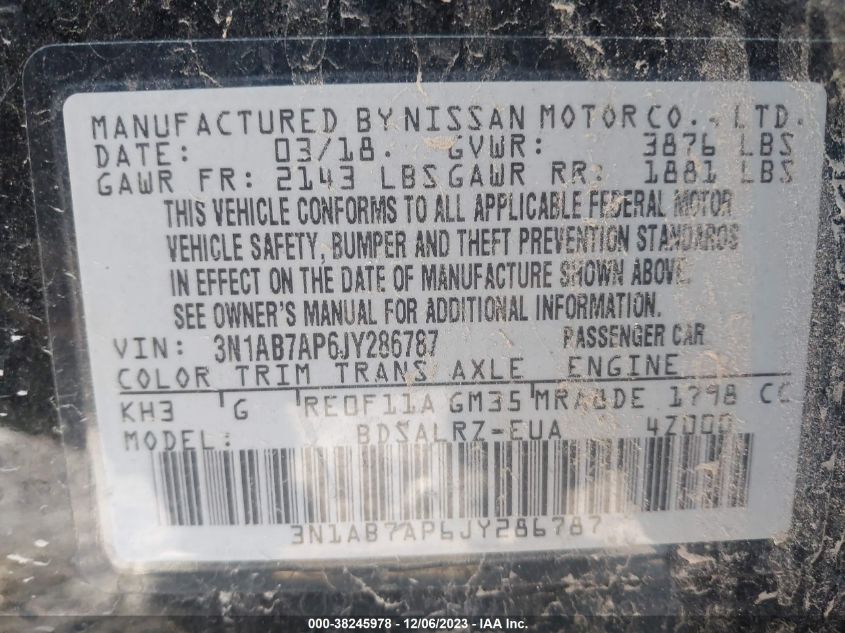 MANUFACTURED BY NISSAN MOTOR CO., LTD.
DATE: 03/18. GVWR: 3876 LBS
GAWR FR: 2143 LBS GAWR RR: 1881 LBS
THIS VEHICLE CONFORMS TO ALL APPLICABLE FEDERAL MOTOR
VEHICLE SAFETY, BUMPER AND THEFT PREVENTION STANDARDS
IN EFFECT ON THE DATE OF MANUFACTURE SHOWN ABOVE.
SEE OWNER'S MANUAL FOR ADDITIONAL INFORMATION.
VIN: 3N1AB7AP6JY286787 PASSENGER CAR
COLOR TRIM TRANS AXLE ENGINE
KH3 G RE0F11A GM35 MRA8DE 1798 CC
MODEL: BDSALRZ-EUA 4Z000
3N1AB7AP6JY286787
000-38245978 - 12/06/2023 - IAA Inc.